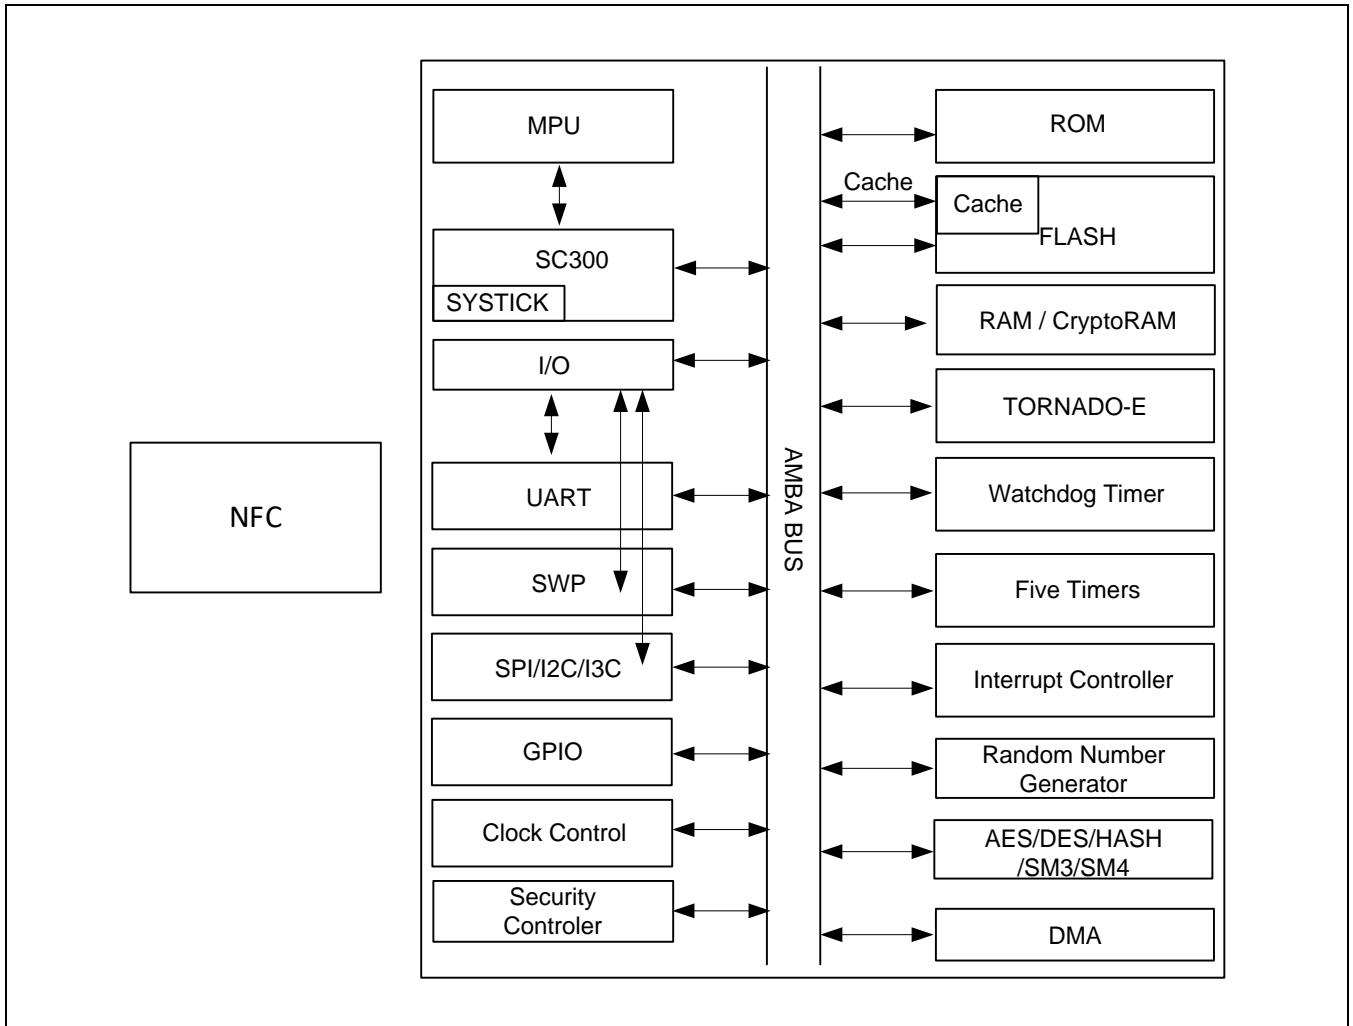 NFC
MPU
SC300
SYSTICK
I/O
UART
SWP
SPI/I2C/I3C
GPIO
Clock Control
Security
Controler
AMBA BUS
ROM
Cache
Cache
FLASH
RAM / CryptoRAM
TORNADO-E
Watchdog Timer
Five Timers
Interrupt Controller
Random Number
Generator
AES/DES/HASH
/SM3/SM4
DMA